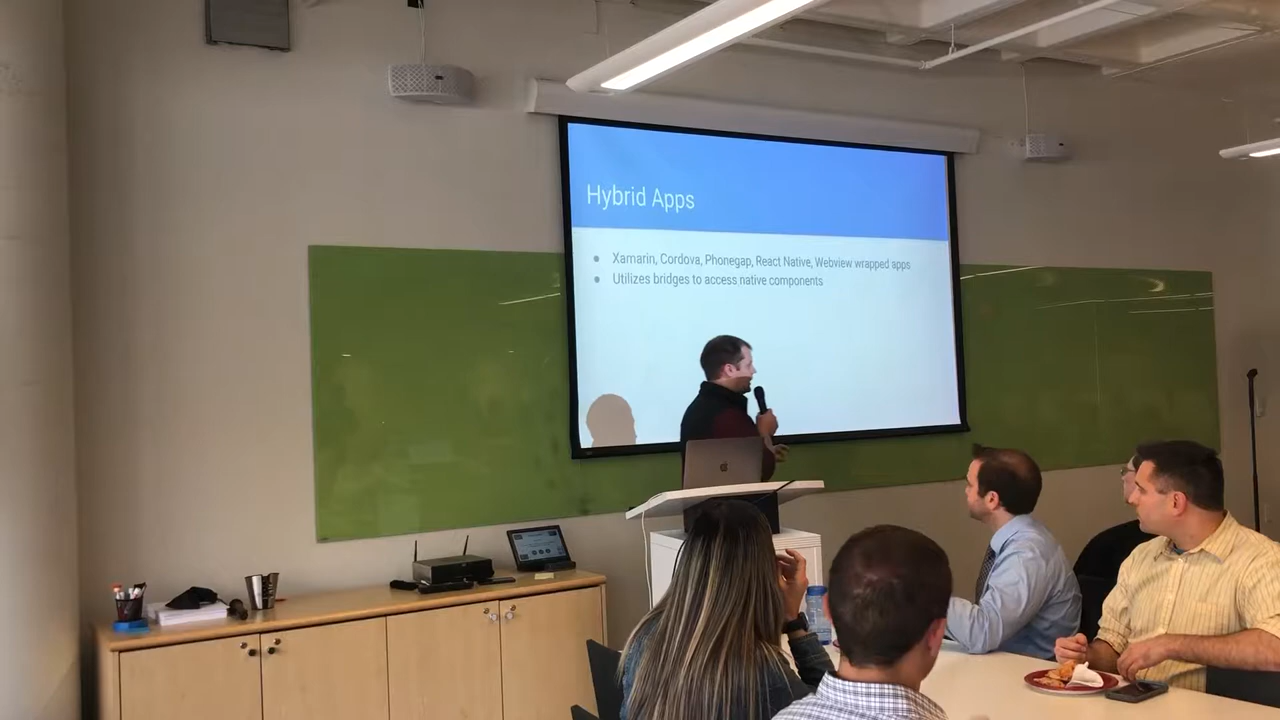 Hybrid Apps
● Xamarin, Cordova, Phonegap, React Native, Webview wrapped apps
● Utilizes bridges to access native components